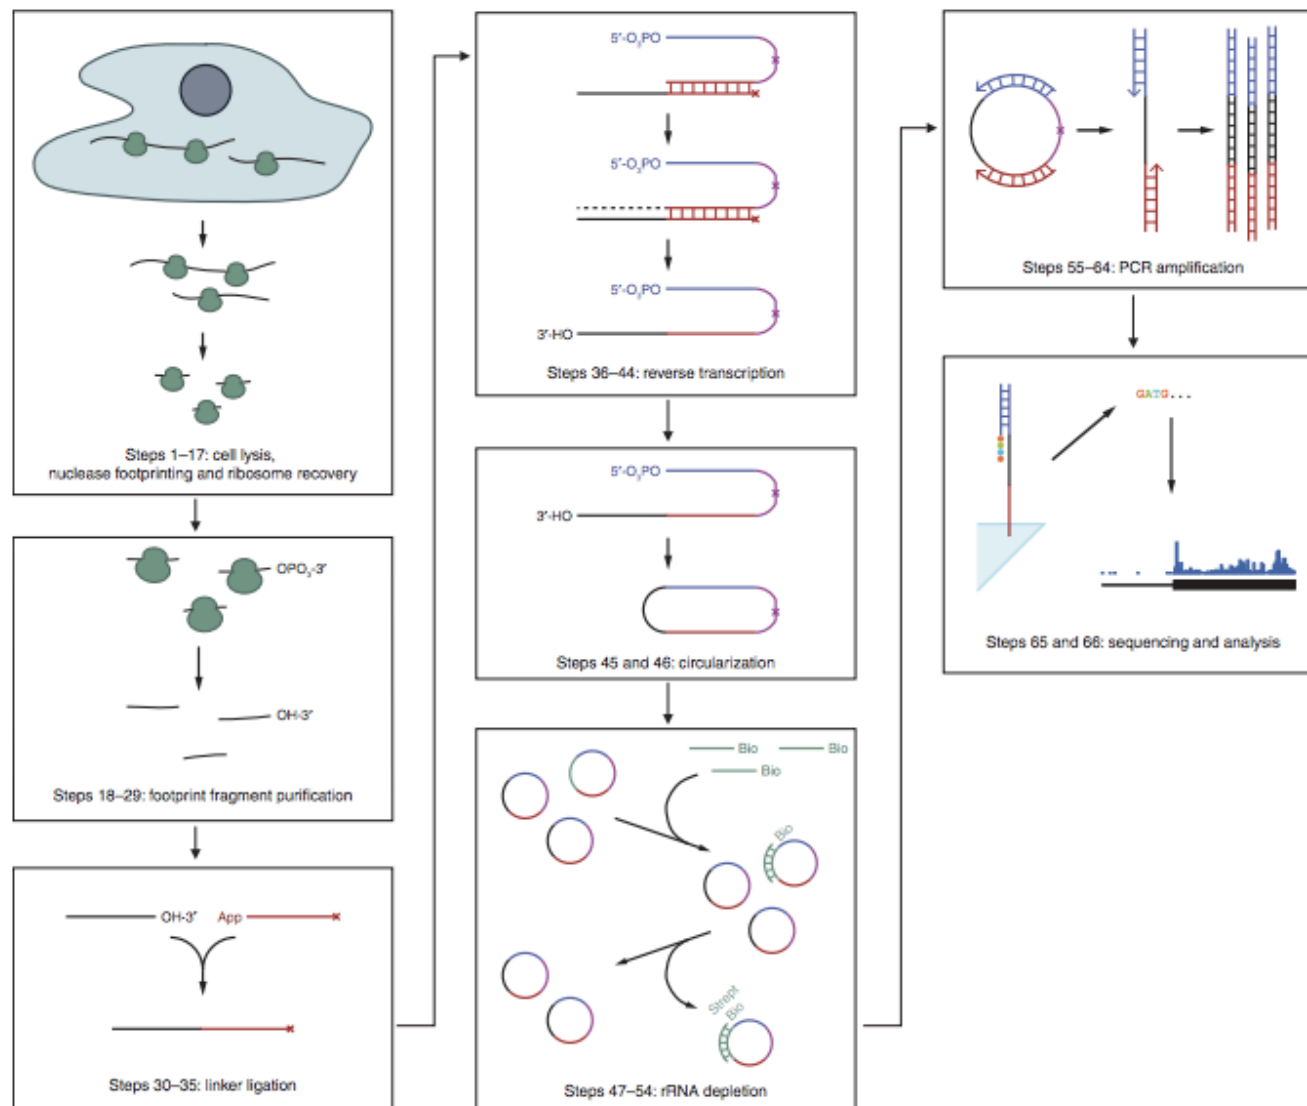 Steps 1–17: cell lysis,
nuclease footprinting and ribosome recovery
OPO₃-3′
OH-3′
Steps 18–29: footprint fragment purification
OH-3′ App
Steps 30–35: linker ligation
5′-O₃PO
5′-O₃PO
5′-O₃PO
3′-HO
Steps 36–44: reverse transcription
5′-O₃PO
3′-HO
Steps 45 and 46: circularization
Bio Bio
Bio
Bio
Strept
Bio
Steps 47–54: rRNA depletion
Steps 55–64: PCR amplification
GATG...
Steps 65 and 66: sequencing and analysis